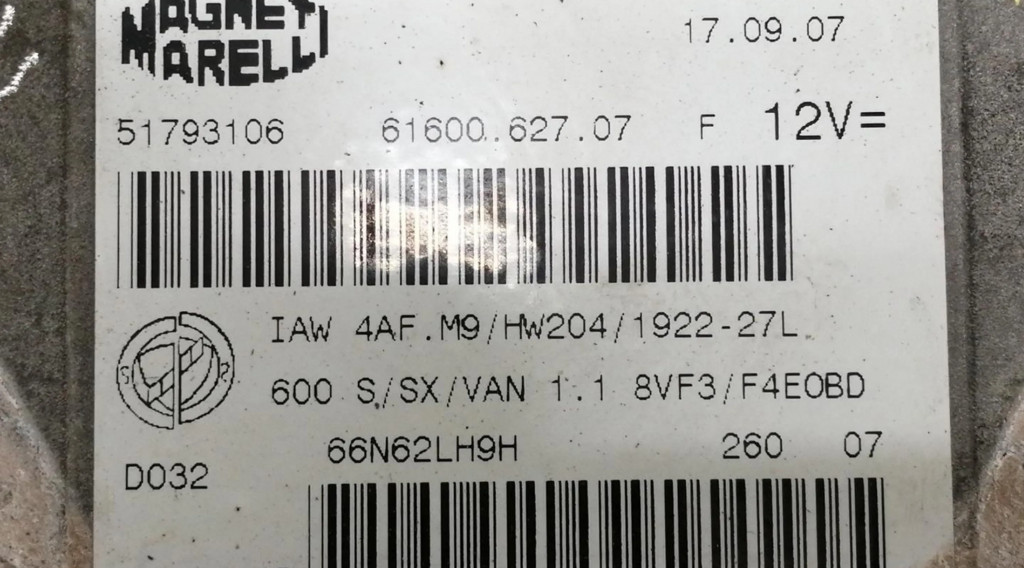 MAGNETI
MARELLI
17.09.07
51793106 61600.627.07 F 12V=
IAW 4AF.M9/HW204/1922-27L
600 S/SX/VAN 1.1 8VF3/F4EOBD
66N62LH9H 260 07
D032